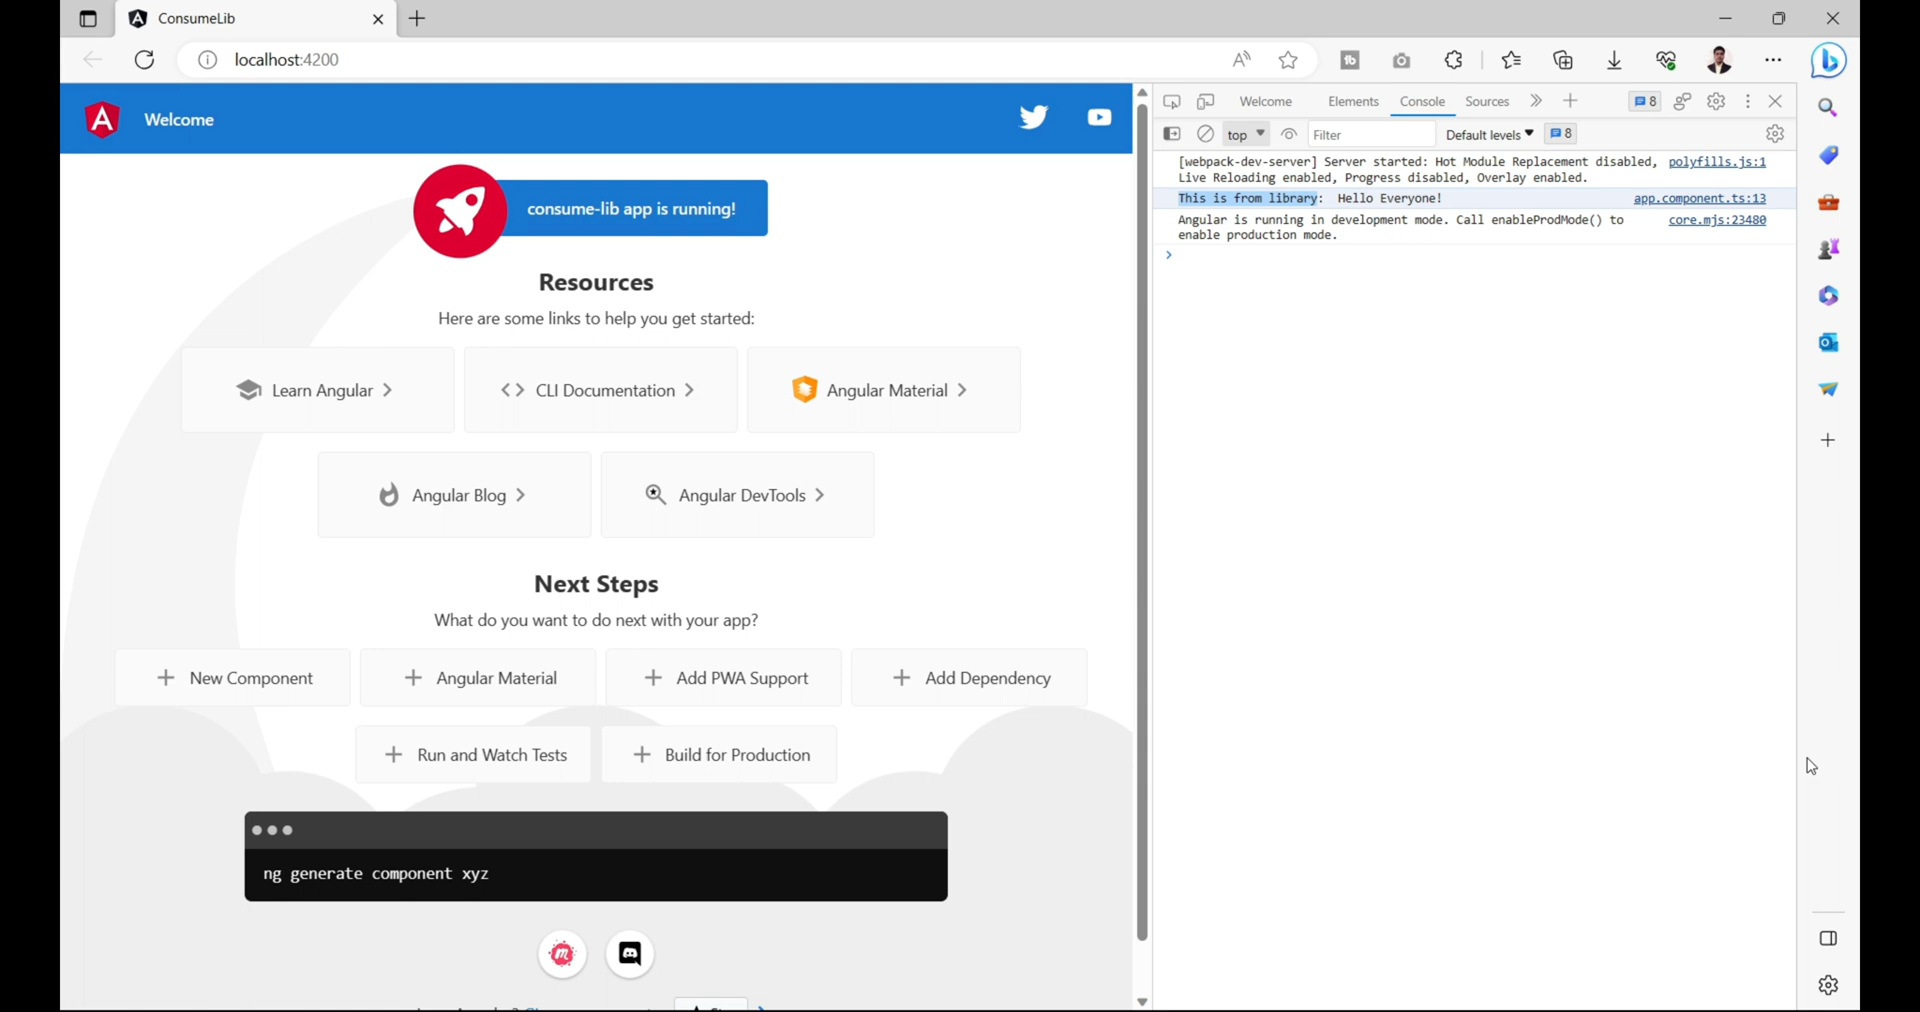 ConsumeLib
localhost:4200
Welcome
consume-lib app is running!
Resources
Here are some links to help you get started:
Learn Angular
CLI Documentation
Angular Material
Angular Blog
Angular DevTools
Next Steps
What do you want to do next with your app?
New Component
Angular Material
Add PWA Support
Add Dependency
Run and Watch Tests
Build for Production
ng generate component xyz
Welcome
Elements
Console
Sources
8
top
Filter
Default levels
8
[webpack-dev-server] Server started: Hot Module Replacement disabled, polyfills.js:1
Live Reloading enabled, Progress disabled, Overlay enabled.
This is from library: Hello Everyone! app.component.ts:13
Angular is running in development mode. Call enableProdMode() to core.mjs:23480
enable production mode.